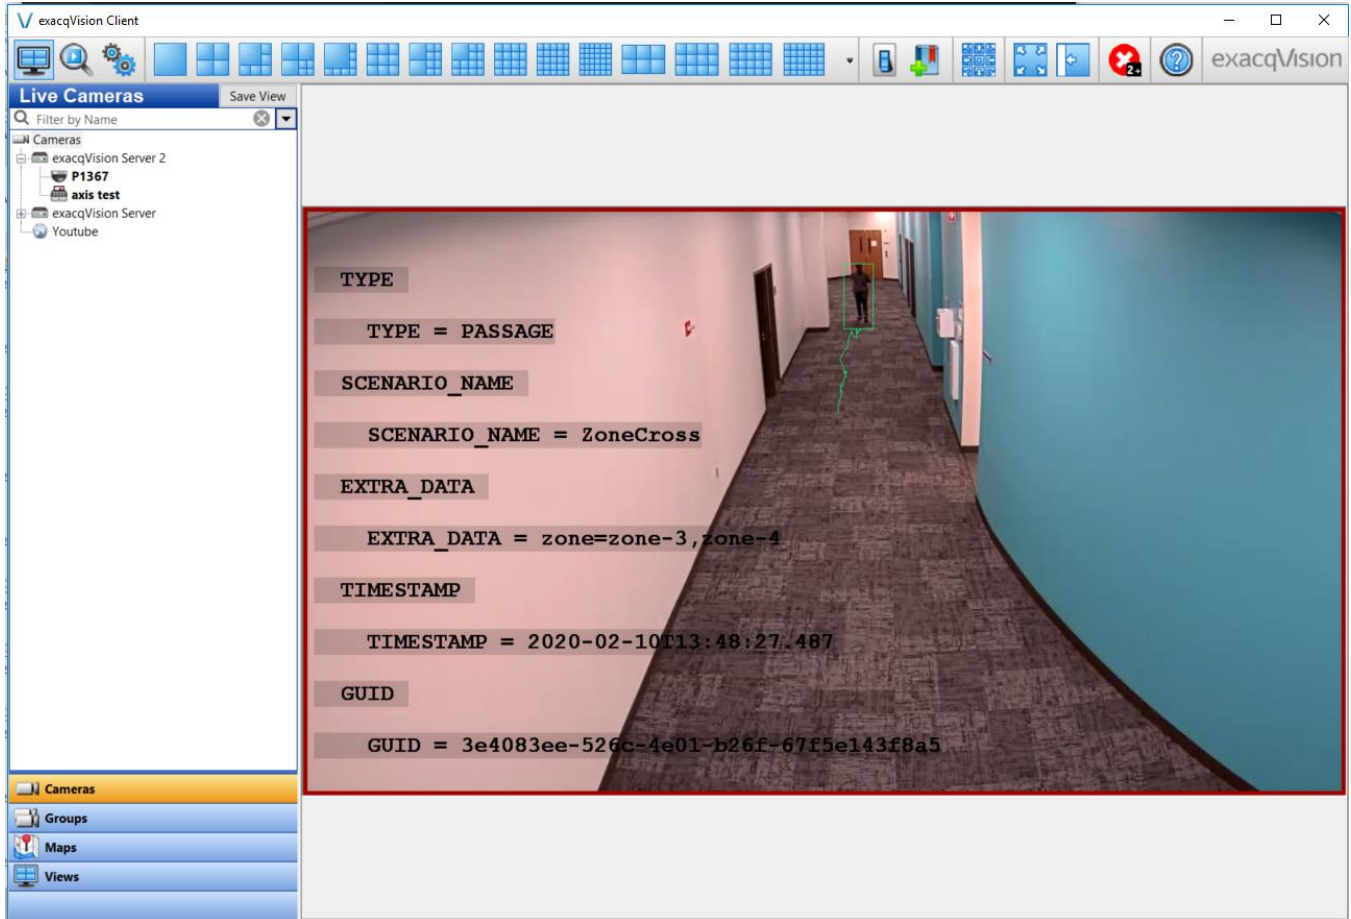 exacqVision Client
2+
exacqVision
Live Cameras
Save View
Filter by Name
Cameras
exacqVision Server 2
P1367
axis test
exacqVision Server
Youtube
TYPE
TYPE = PASSAGE
SCENARIO_NAME
SCENARIO_NAME = ZoneCross
EXTRA_DATA
EXTRA_DATA = zone=zone-3,zone-4
TIMESTAMP
TIMESTAMP = 2020-02-10T13:48:27.487
GUID
GUID = 3e4083ee-526c-4e01-b26f-67f5e143f8a5
Cameras
Groups
Maps
Views